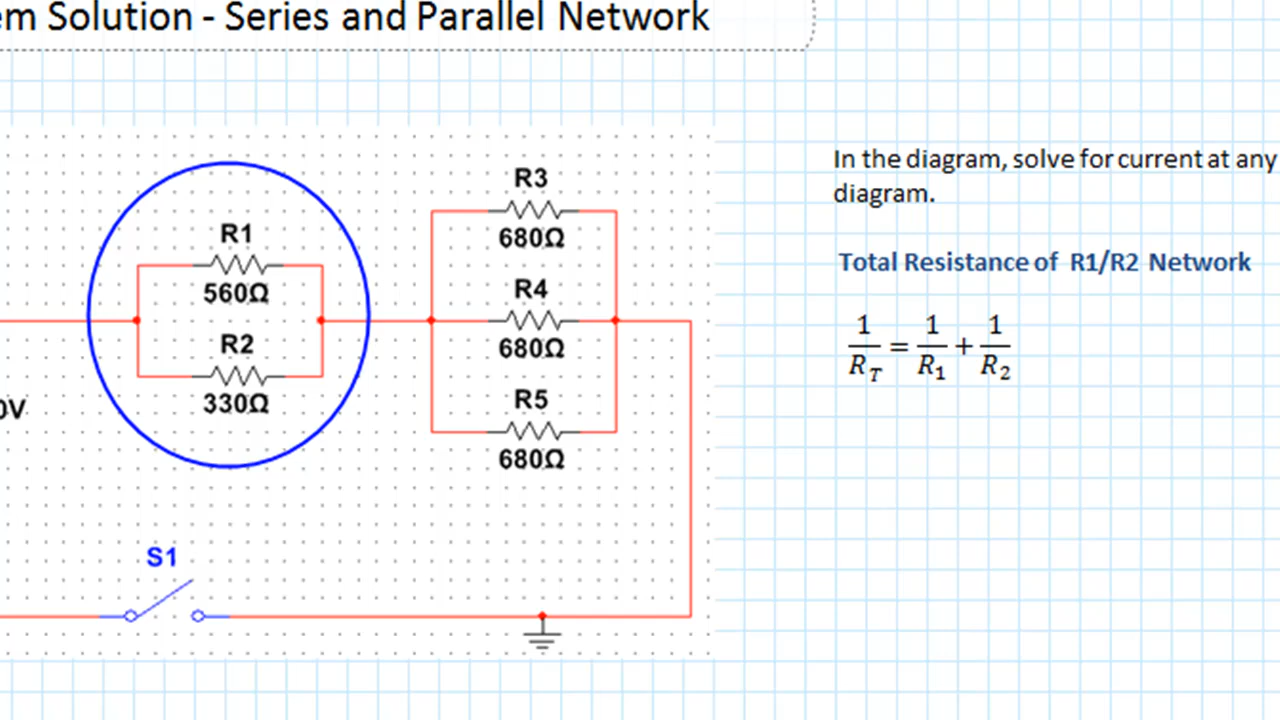 em Solution - Series and Parallel Network
In the diagram, solve for current at any
diagram.
Total Resistance of R1/R2 Network
1/R_T = 1/R_1 + 1/R_2
R1
560Ω
R2
330Ω
R3
680Ω
R4
680Ω
R5
680Ω
0V
S1